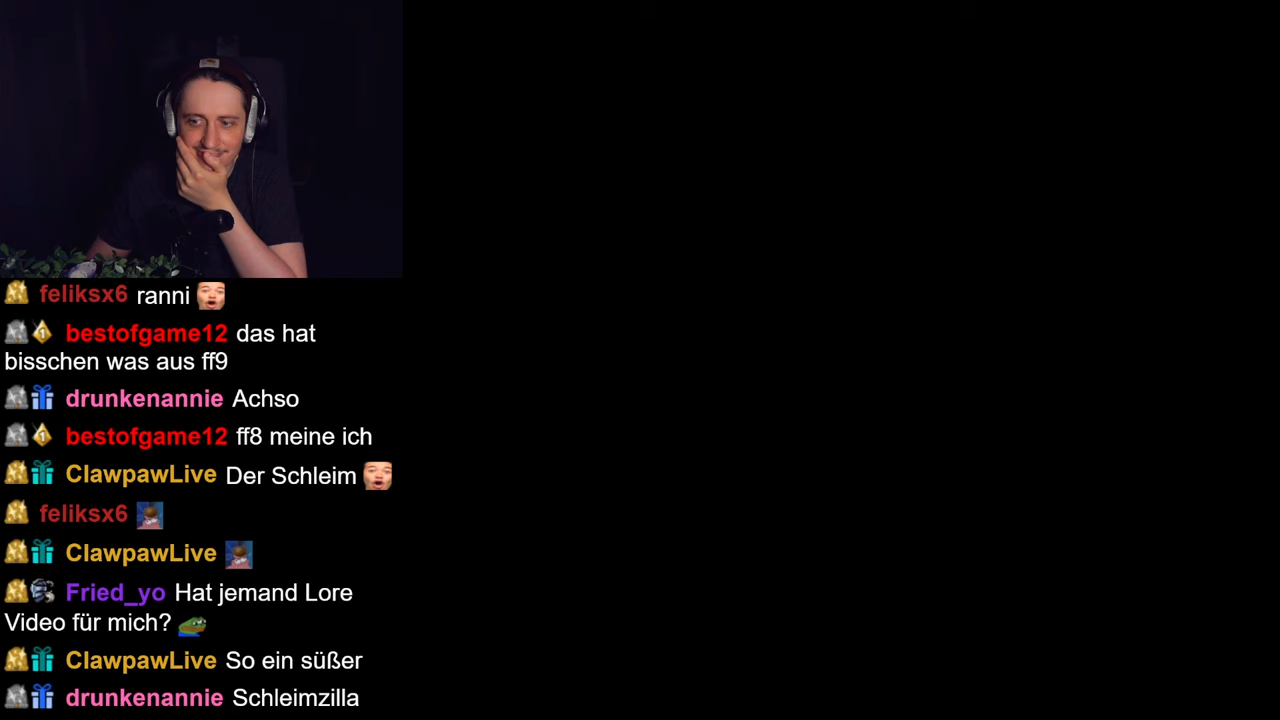 feliksx6 ranni
bestofgame12 das hat
bisschen was aus ff9
drunkenannie Achso
bestofgame12 ff8 meine ich
ClawpawLive Der Schleim
feliksx6
ClawpawLive
Fried_yo Hat jemand Lore
Video für mich?
ClawpawLive So ein süßer
drunkenannie Schleimzilla